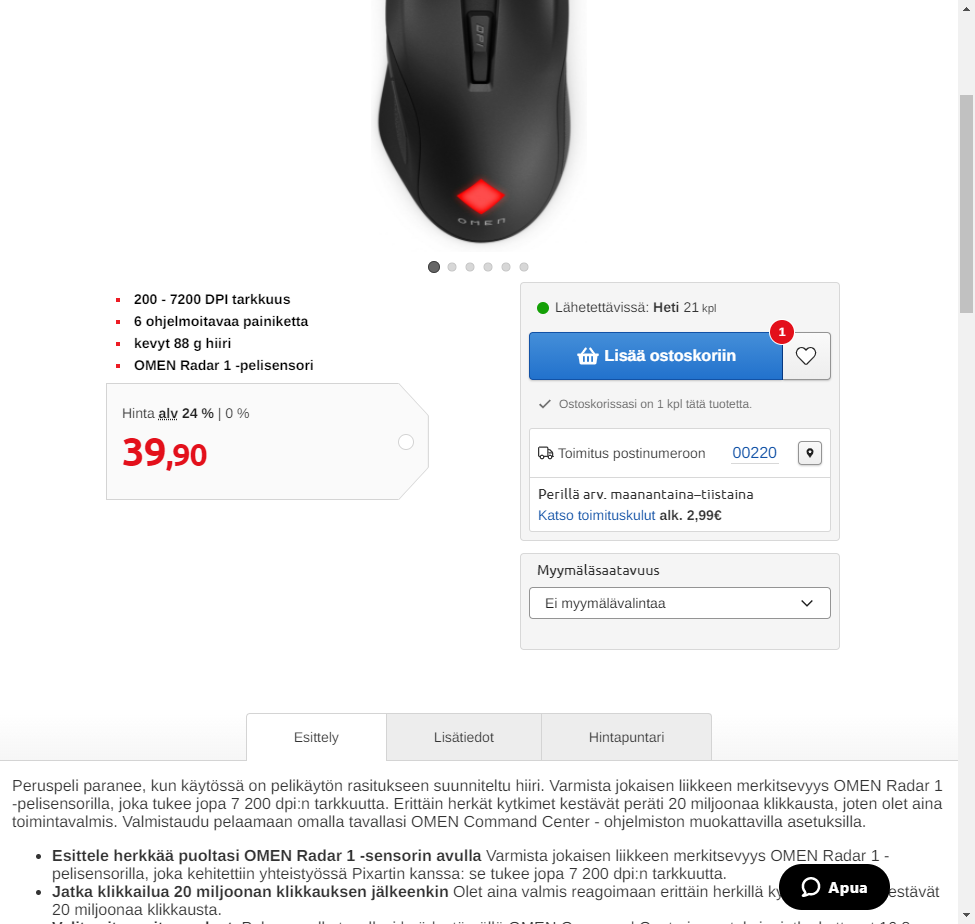 DPI
OMEN
200 - 7200 DPI tarkkuus
6 ohjelmoitavaa painiketta
kevyt 88 g hiiri
OMEN Radar 1 -pelisensori
Hinta alv 24 % | 0 %
39,90
Lähetettävissä: Heti 21 kpl
1
Lisää ostoskoriin
Ostoskorissasi on 1 kpl tätä tuotetta.
Toimitus postinumeroon 00220
Perillä arv. maanantaina–tiistaina
Katso toimituskulut alk. 2,99€
Myymäläsaatavuus
Ei myymälävalintaa
Esittely Lisätiedot Hintapuntari
Peruspeli paranee, kun käytössä on pelikäytön rasitukseen suunniteltu hiiri. Varmista jokaisen liikkeen merkitsevyys OMEN Radar 1
-pelisensorilla, joka tukee jopa 7 200 dpi:n tarkkuutta. Erittäin herkät kytkimet kestävät peräti 20 miljoonaa klikkausta, joten olet aina
toimintavalmis. Valmistaudu pelaamaan omalla tavallasi OMEN Command Center - ohjelmiston muokattavilla asetuksilla.
Esittele herkkää puoltasi OMEN Radar 1 -sensorin avulla Varmista jokaisen liikkeen merkitsevyys OMEN Radar 1 -
pelisensorilla, joka kehitettiin yhteistyössä Pixartin kanssa: se tukee jopa 7 200 dpi:n tarkkuutta.
Jatka klikkailua 20 miljoonan klikkauksen jälkeenkin Olet aina valmis reagoimaan erittäin herkillä
20 miljoonaa klikkausta.
Apua